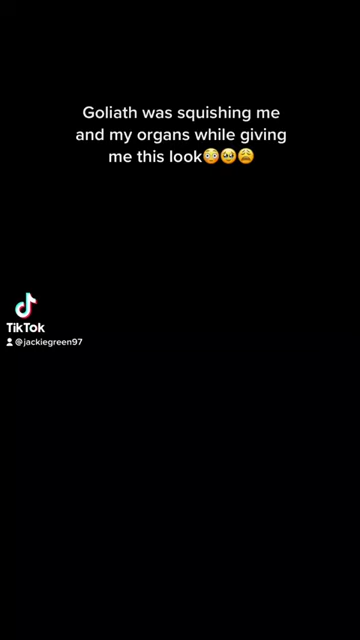 Goliath was squishing me
and my organs while giving
me this look😳🥹😩
TikTok
@jackiegreen97